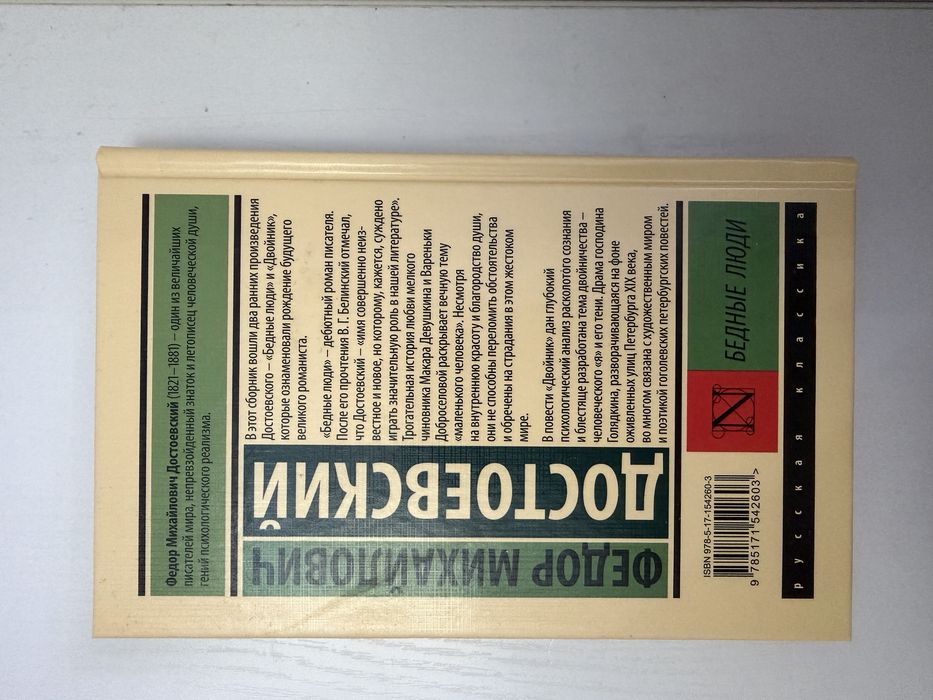 Федор Михайлович Достоевский (1821–1881) – один из величайших
писателей мира, непревзойденный знаток и летописец человеческой души,
гений психологического реализма.
ФЕДОР МИХАЙЛОВИЧ
ДОСТОЕВСКИЙ
В этот сборник вошли два ранних произведения
Достоевского – «Бедные люди» и «Двойник»,
которые ознаменовали рождение будущего
великого романиста.
«Бедные люди» – дебютный роман писателя.
После его прочтения В. Г. Белинский отмечал,
что Достоевский – «имя совершенно неиз-
вестное и новое, но которому, кажется, суждено
играть значительную роль в нашей литературе».
Трогательная история любви мелкого
чиновника Макара Девушкина и Вареньки
Доброселовой раскрывает вечную тему
«маленького человека». Несмотря
на внутреннюю красоту и благородство души,
они не способны переломить обстоятельства
и обречены на страдания в этом жестоком
мире.
В повести «Двойник» дан глубокий
психологический анализ расколотого сознания
и блестяще разработана тема двойничества –
человеческого «я» и его тени. Драма господина
Голядкина, разворачивающаяся на фоне
оживленных улиц Петербурга XIX века,
во многом связана с художественным миром
и поэтикой гоголевских петербургских повестей.
ISBN 978-5-17-154260-3
9 785171 542603 >
N
БЕДНЫЕ ЛЮДИ
русская классика